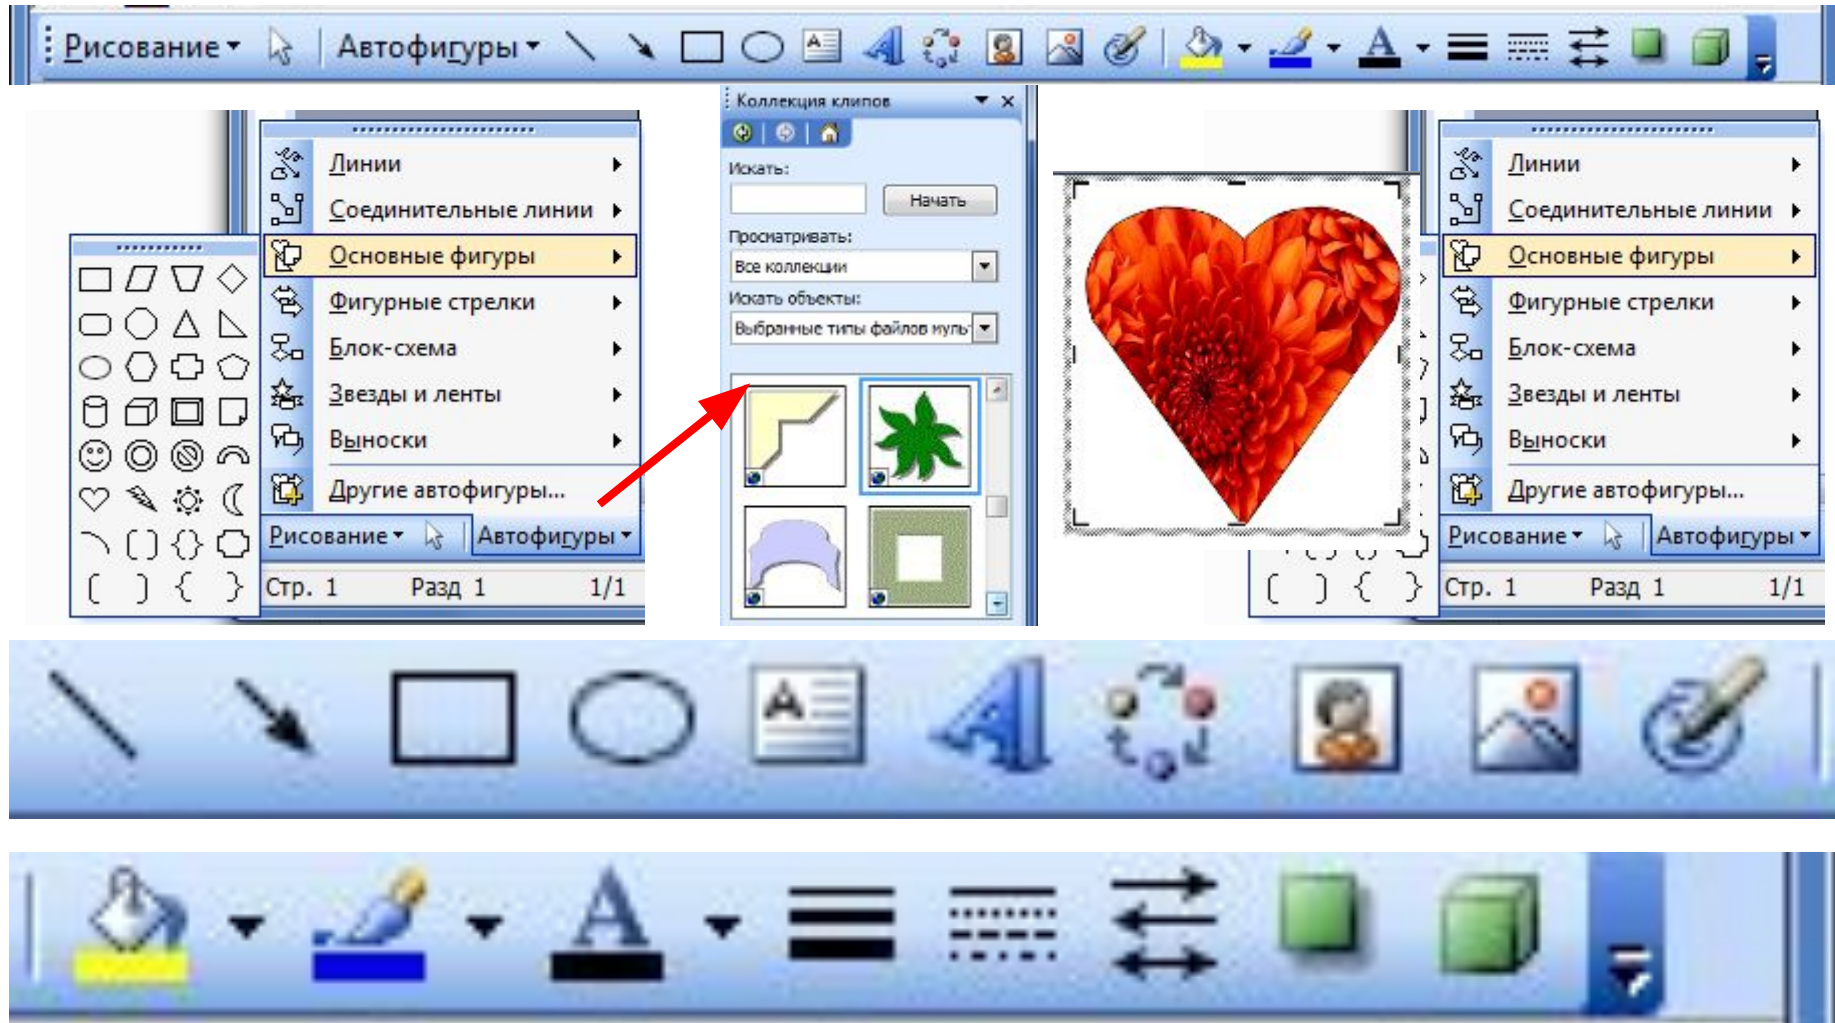 Рисование
Автофигуры
A
A
A
Линии
Соединительные линии
Основные фигуры
Фигурные стрелки
Блок-схема
Звезды и ленты
Выноски
Другие автофигуры...
Рисование
Автофигуры
Стр. 1 Разд 1 1/1
Коллекция клипов
Искать:
Начать
Просматривать:
Все коллекции
Искать объекты:
Выбранные типы файлов муль
Линии
Соединительные линии
Основные фигуры
Фигурные стрелки
Блок-схема
Звезды и ленты
Выноски
Другие автофигуры...
Рисование
Автофигуры
Стр. 1 Разд 1 1/1
A
A
A